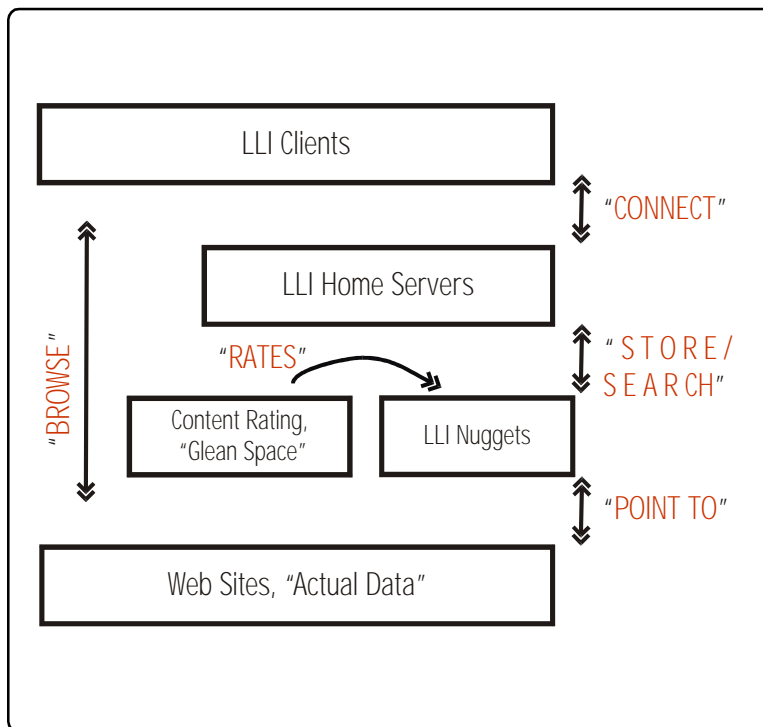 LLI Clients
“CONNECT”
LLI Home Servers
“RATES”
“ STORE/
SEARCH”
“BROWSE”
Content Rating,
“Glean Space”
LLI Nuggets
“POINT TO”
Web Sites, “Actual Data”